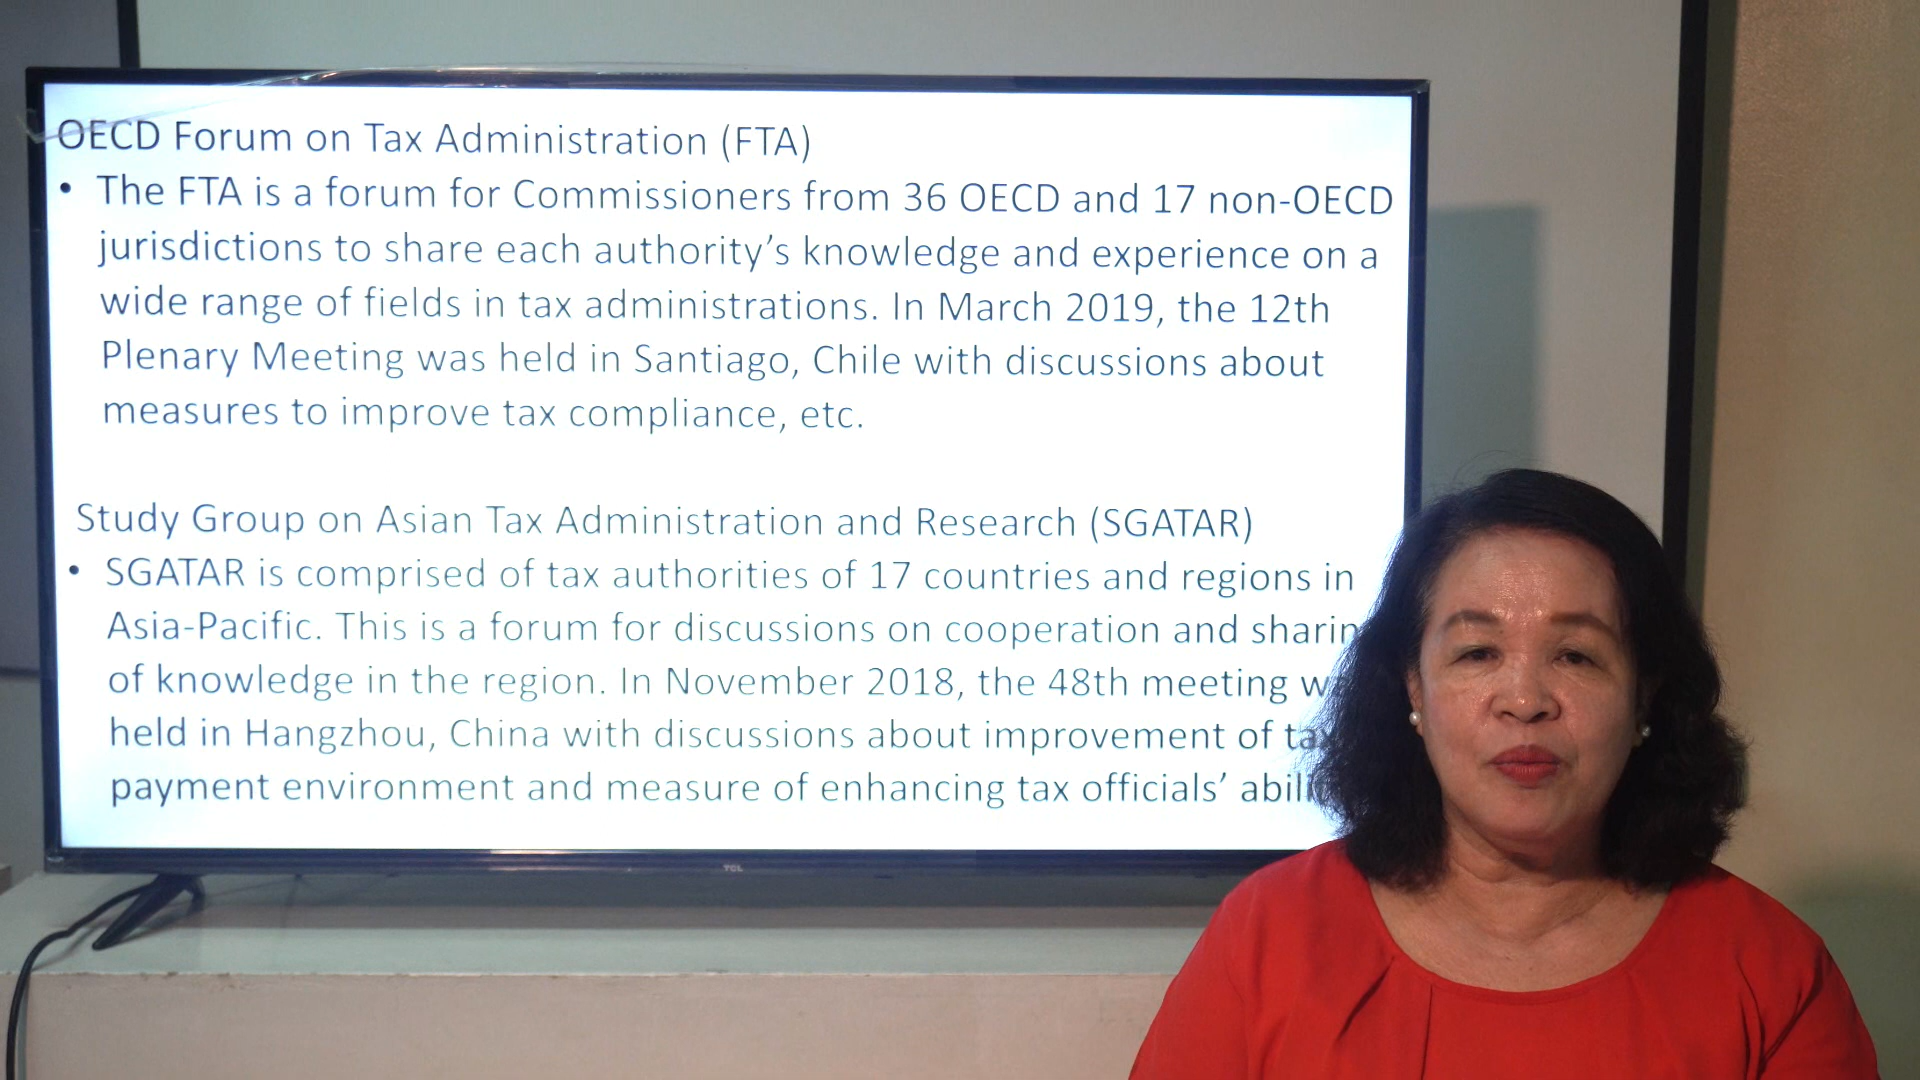 OECD Forum on Tax Administration (FTA)
• The FTA is a forum for Commissioners from 36 OECD and 17 non-OECD
jurisdictions to share each authority’s knowledge and experience on a
wide range of fields in tax administrations. In March 2019, the 12th
Plenary Meeting was held in Santiago, Chile with discussions about
measures to improve tax compliance, etc.
Study Group on Asian Tax Administration and Research (SGATAR)
• SGATAR is comprised of tax authorities of 17 countries and regions in
Asia-Pacific. This is a forum for discussions on cooperation and
of knowledge in the region. In November 2018, the 48th meeting
held in Hangzhou, China with discussions about improvement of
payment environment and measure of enhancing tax officials’
TCL